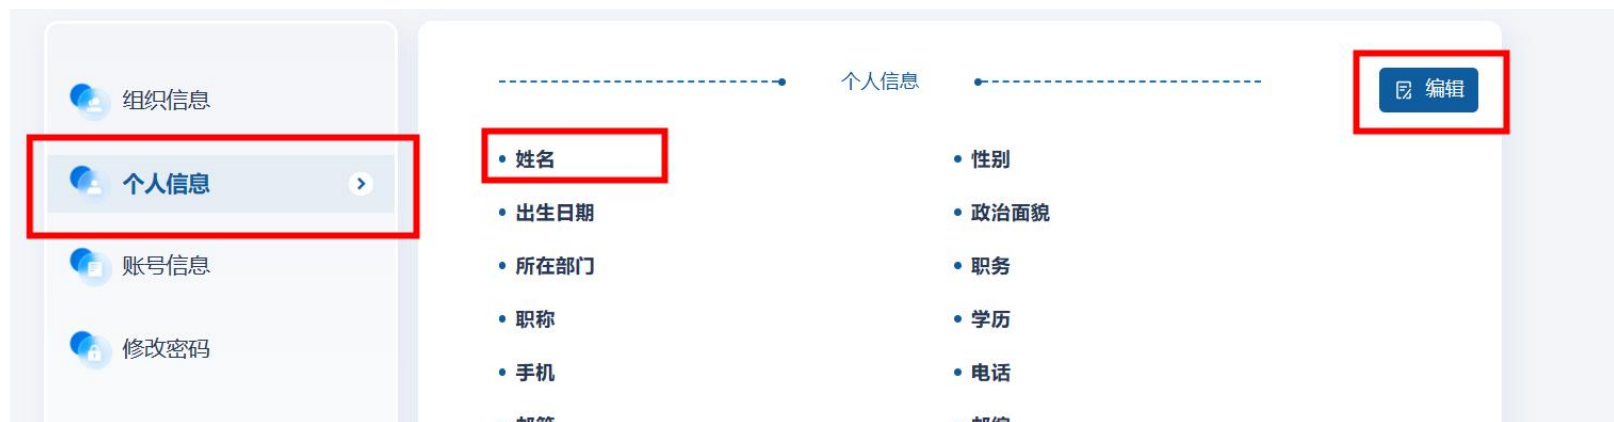 组织信息
个人信息
账号信息
修改密码
个人信息
编辑
姓名
性别
出生日期
政治面貌
所在部门
职务
职称
学历
手机
电话